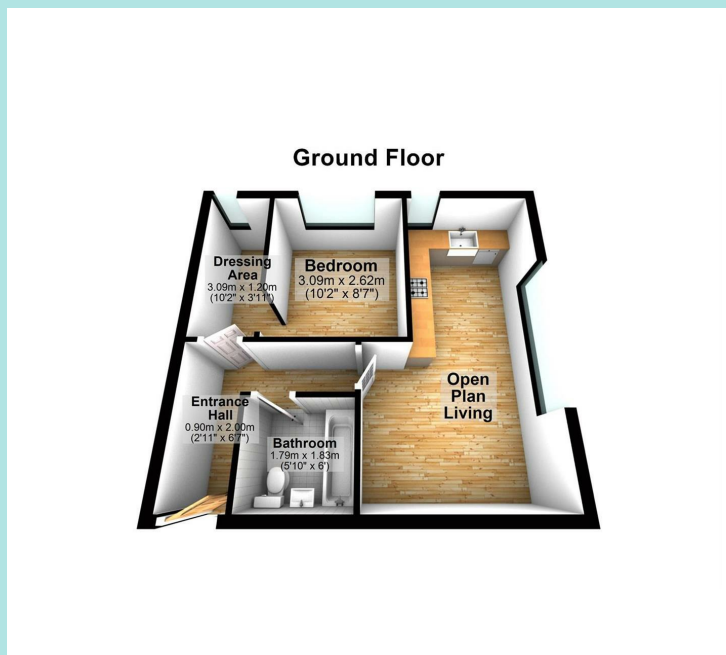 Ground Floor
Dressing
Area
3.09m x 1.20m
(10'2" x 3'11")
Bedroom
3.09m x 2.62m
(10'2" x 8'7")
Open
Plan
Living
Entrance
Hall
0.90m x 2.00m
(2'11" x 6'7")
Bathroom
1.79m x 1.83m
(5'10" x 6')